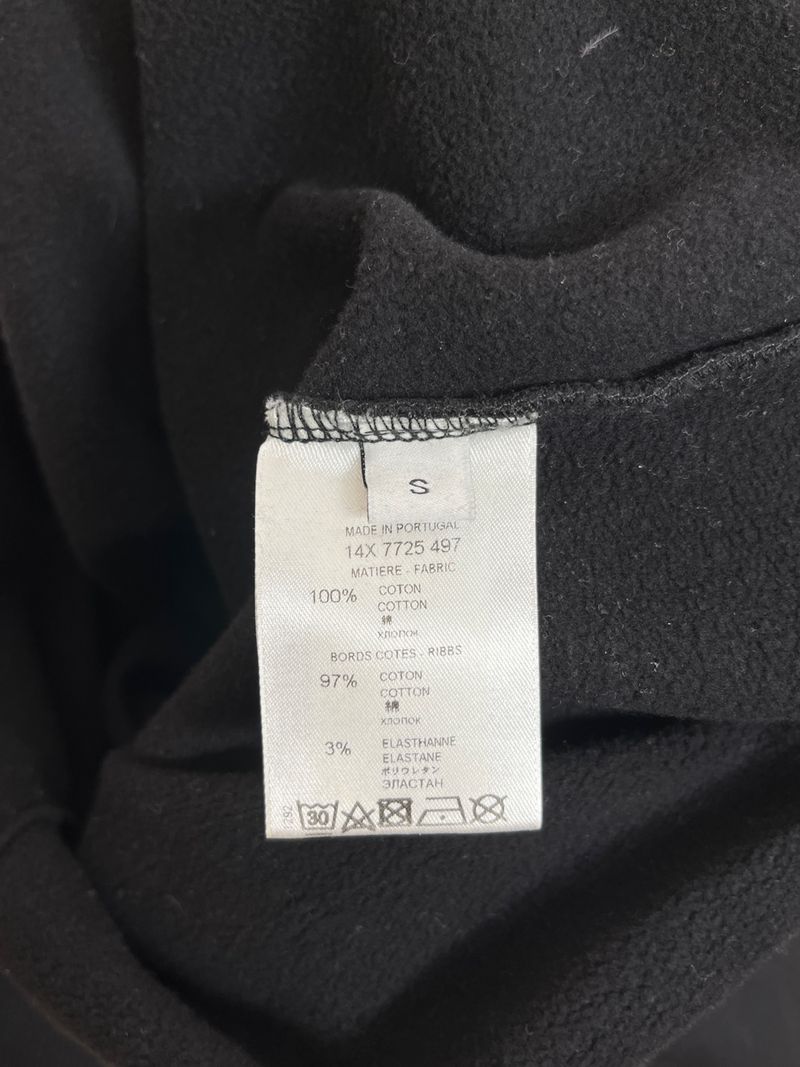 S
MADE IN PORTUGAL
14X 7725 497
MATIERE - FABRIC
100% COTON
COTTON
綿
ХЛОПОК
BORDS COTES - RIBBS
97% COTON
COTTON
綿
ХЛОПОК
3% ELASTHANNE
ELASTANE
ポリウレタン
ЭЛАСТАН
292
30